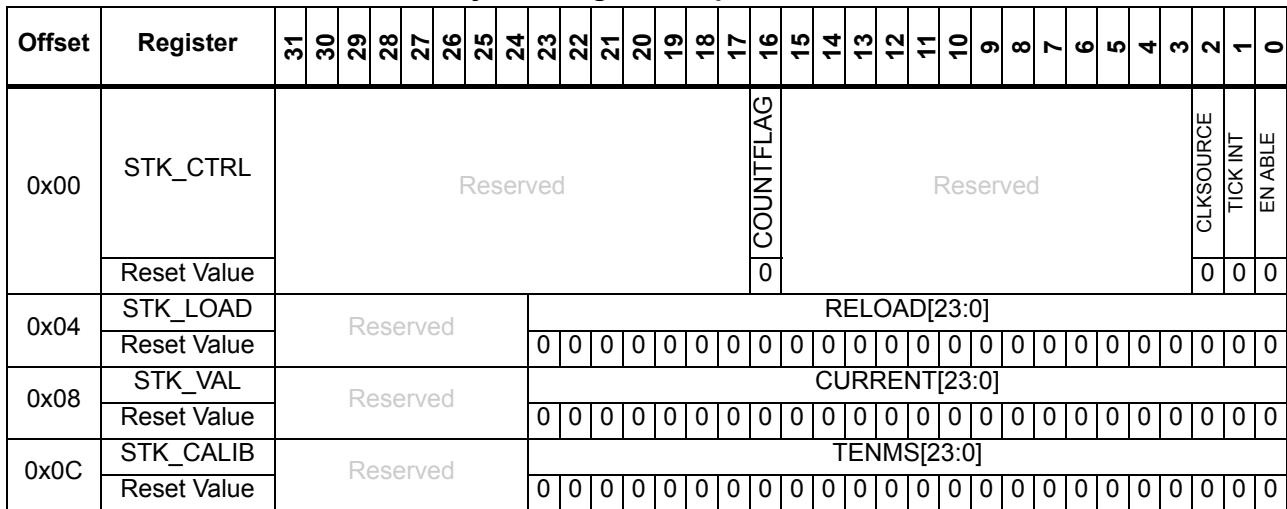 Offset Register 31 30 29 28 27 26 25 24 23 22 21 20 19 18 17 16 15 14 13 12 11 10 9 8 7 6 5 4 3 2 1 0
0x00 STK_CTRL Reserved COUNTFLAG Reserved CLKSOURCE TICK INT EN ABLE
Reset Value 0 0 0 0
0x04 STK_LOAD Reserved RELOAD[23:0]
Reset Value 0 0 0 0 0 0 0 0 0 0 0 0 0 0 0 0 0 0 0 0 0 0 0 0
0x08 STK_VAL Reserved CURRENT[23:0]
Reset Value 0 0 0 0 0 0 0 0 0 0 0 0 0 0 0 0 0 0 0 0 0 0 0 0
0x0C STK_CALIB Reserved TENMS[23:0]
Reset Value 0 0 0 0 0 0 0 0 0 0 0 0 0 0 0 0 0 0 0 0 0 0 0 0